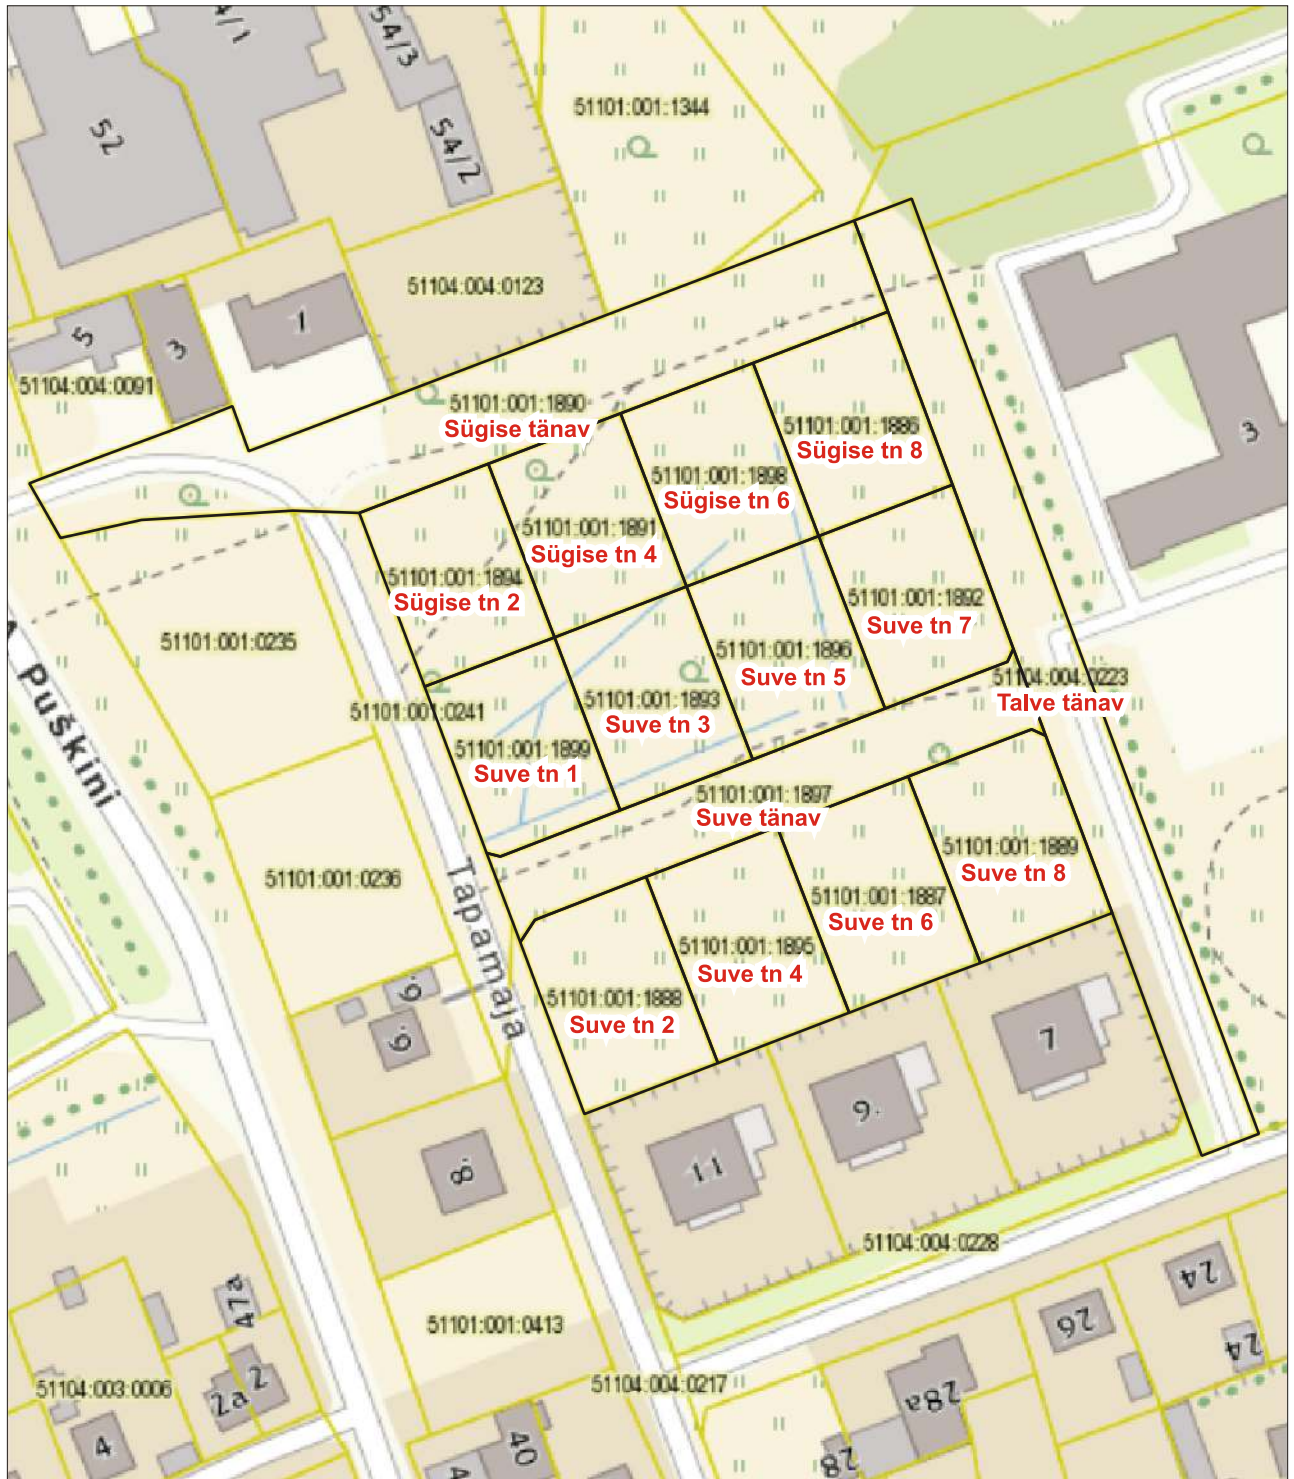 4/1
54/3
52
54/2
51101:001:1344
51104:004:0123
5
3
1
51104:004:0091
3
51101:001:1890
Sügise tänav
51101:001:1886
Sügise tn 8
51101:001:1898
Sügise tn 6
51101:001:1891
Sügise tn 4
51101:001:1894
Sügise tn 2
51101:001:1892
Suve tn 7
51101:001:0235
51101:001:1896
Suve tn 5
51104:004:0223
Talve tänav
51101:001:1893
Suve tn 3
51101:001:0241
51101:001:1899
Suve tn 1
Puškini
51101:001:1897
Suve tänav
51101:001:1889
Suve tn 8
51101:001:0236
51101:001:1887
Suve tn 6
Tapamaja
51101:001:1895
Suve tn 4
51101:001:1888
Suve tn 2
6.
6.
7
9.
11
8.
51104:004:0228
24
26
24
47a
51101:001:0413
51104:003:0006
2a
2
51104:004:0217
28a
28
4
40